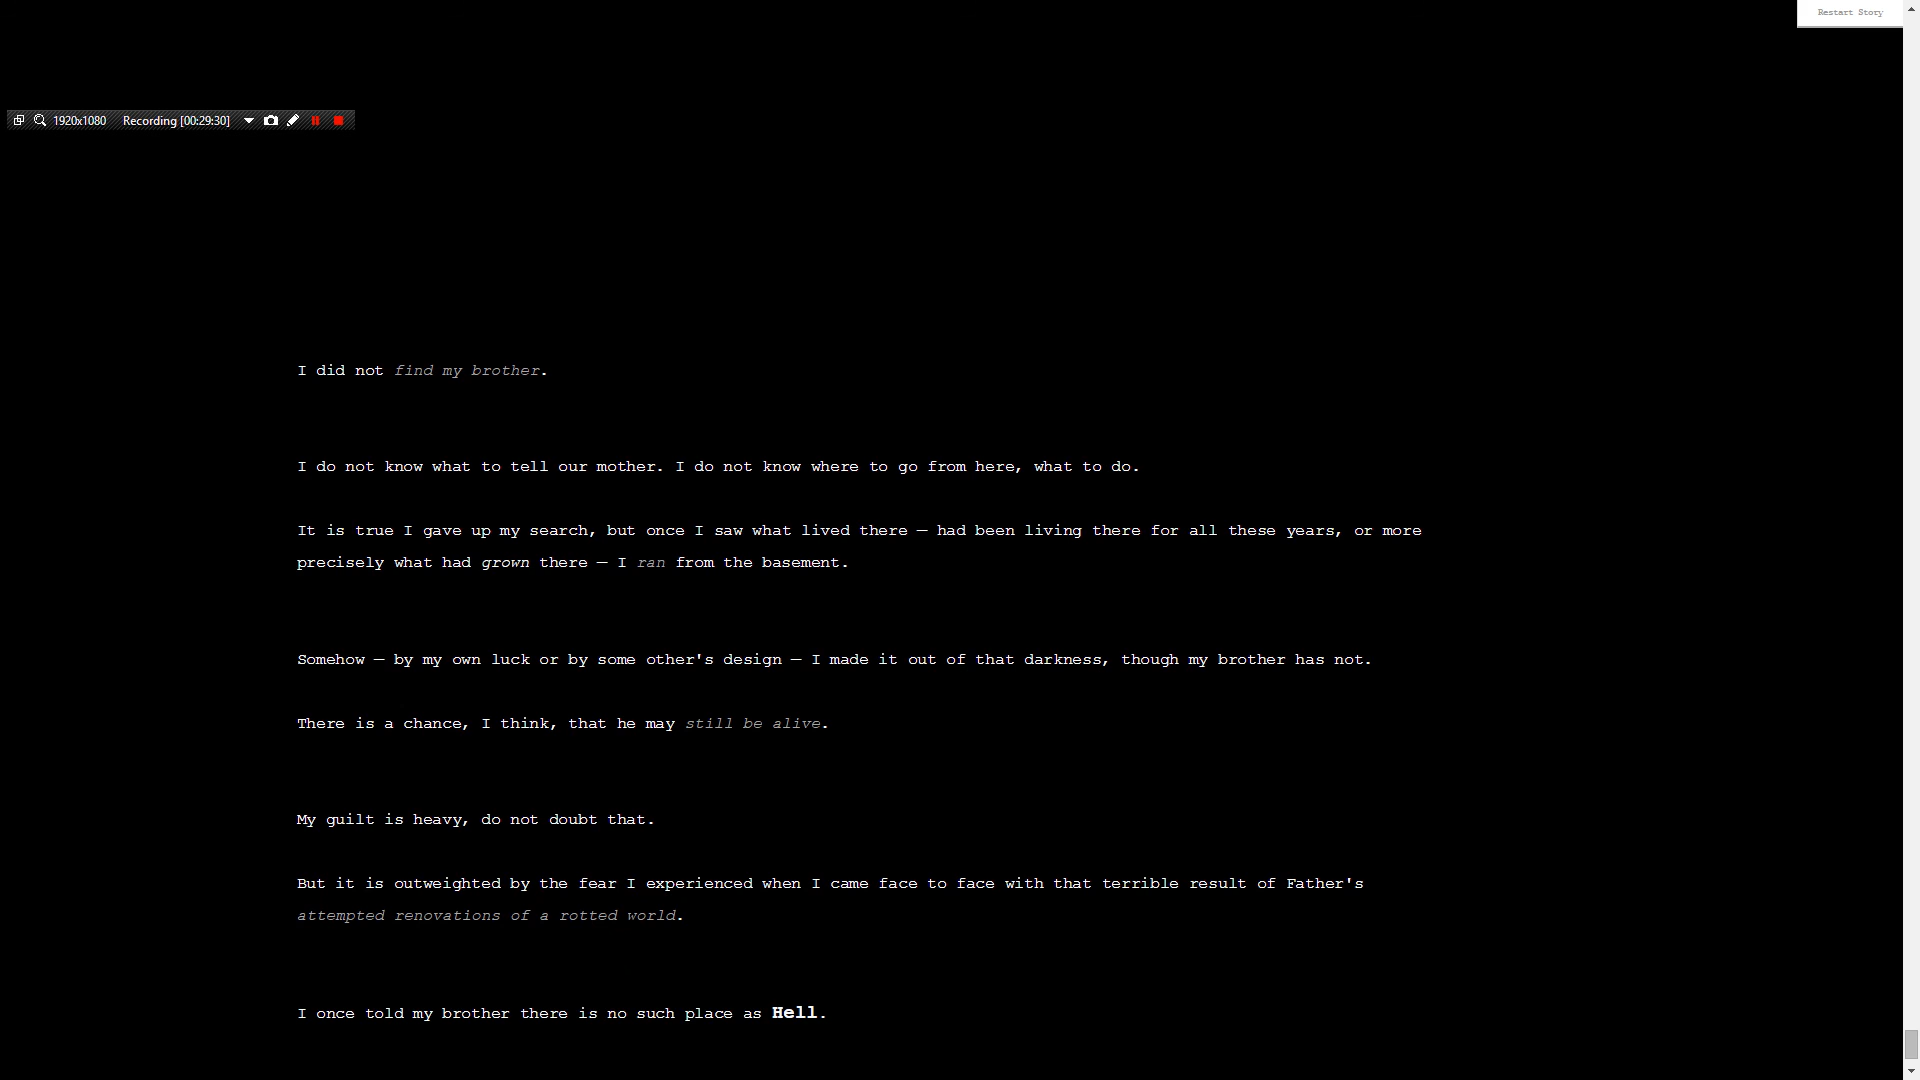 Restart Story
1920x1080 Recording [00:29:30]
I did not find my brother.
I do not know what to tell our mother. I do not know where to go from here, what to do.
It is true I gave up my search, but once I saw what lived there — had been living there for all these years, or more
precisely what had grown there — I ran from the basement.
Somehow — by my own luck or by some other's design — I made it out of that darkness, though my brother has not.
There is a chance, I think, that he may still be alive.
My guilt is heavy, do not doubt that.
But it is outweighted by the fear I experienced when I came face to face with that terrible result of Father's
attempted renovations of a rotted world.
I once told my brother there is no such place as Hell.